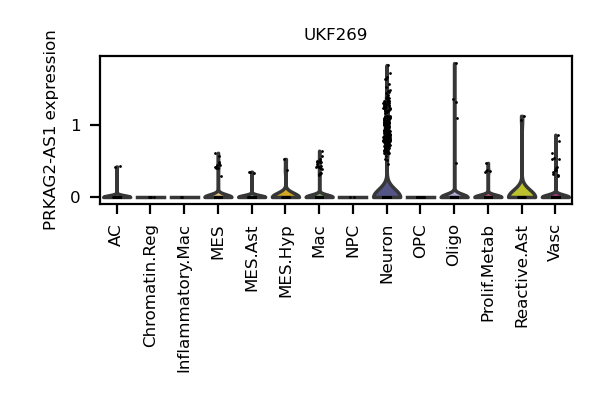 UKF269
PRKAG2-AS1 expression
1
0
AC
Chromatin.Reg
Inflammatory.Mac
MES
MES.Ast
MES.Hyp
Mac
NPC
Neuron
OPC
Oligo
Prolif.Metab
Reactive.Ast
Vasc